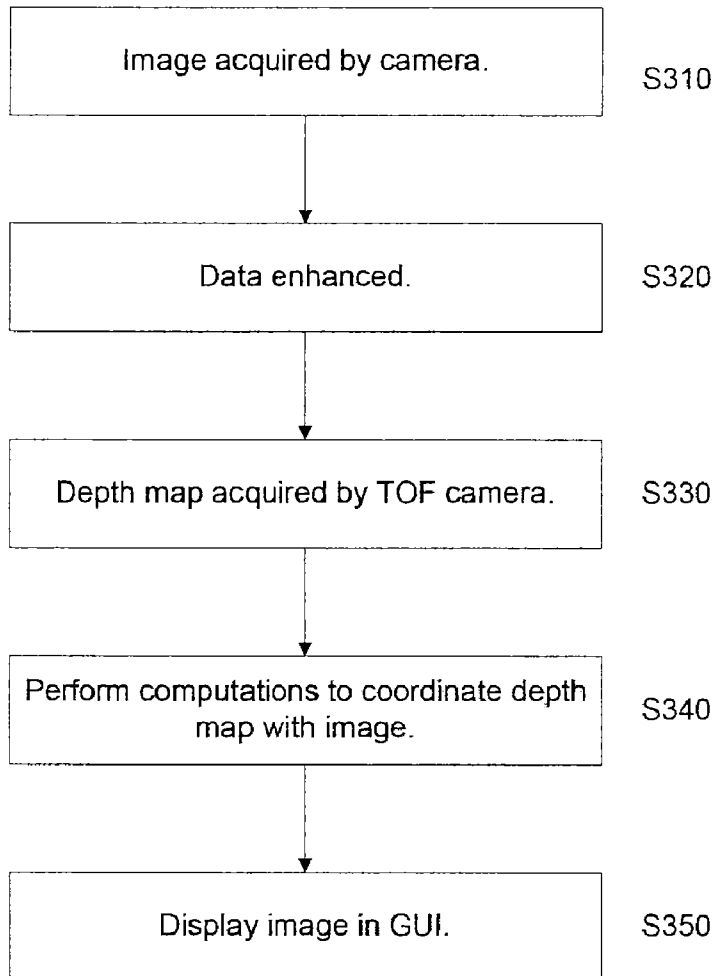 Image acquired by camera.
S310
Data enhanced.
S320
Depth map acquired by TOF camera.
S330
Perform computations to coordinate depth
map with image.
S340
Display image in GUI.
S350